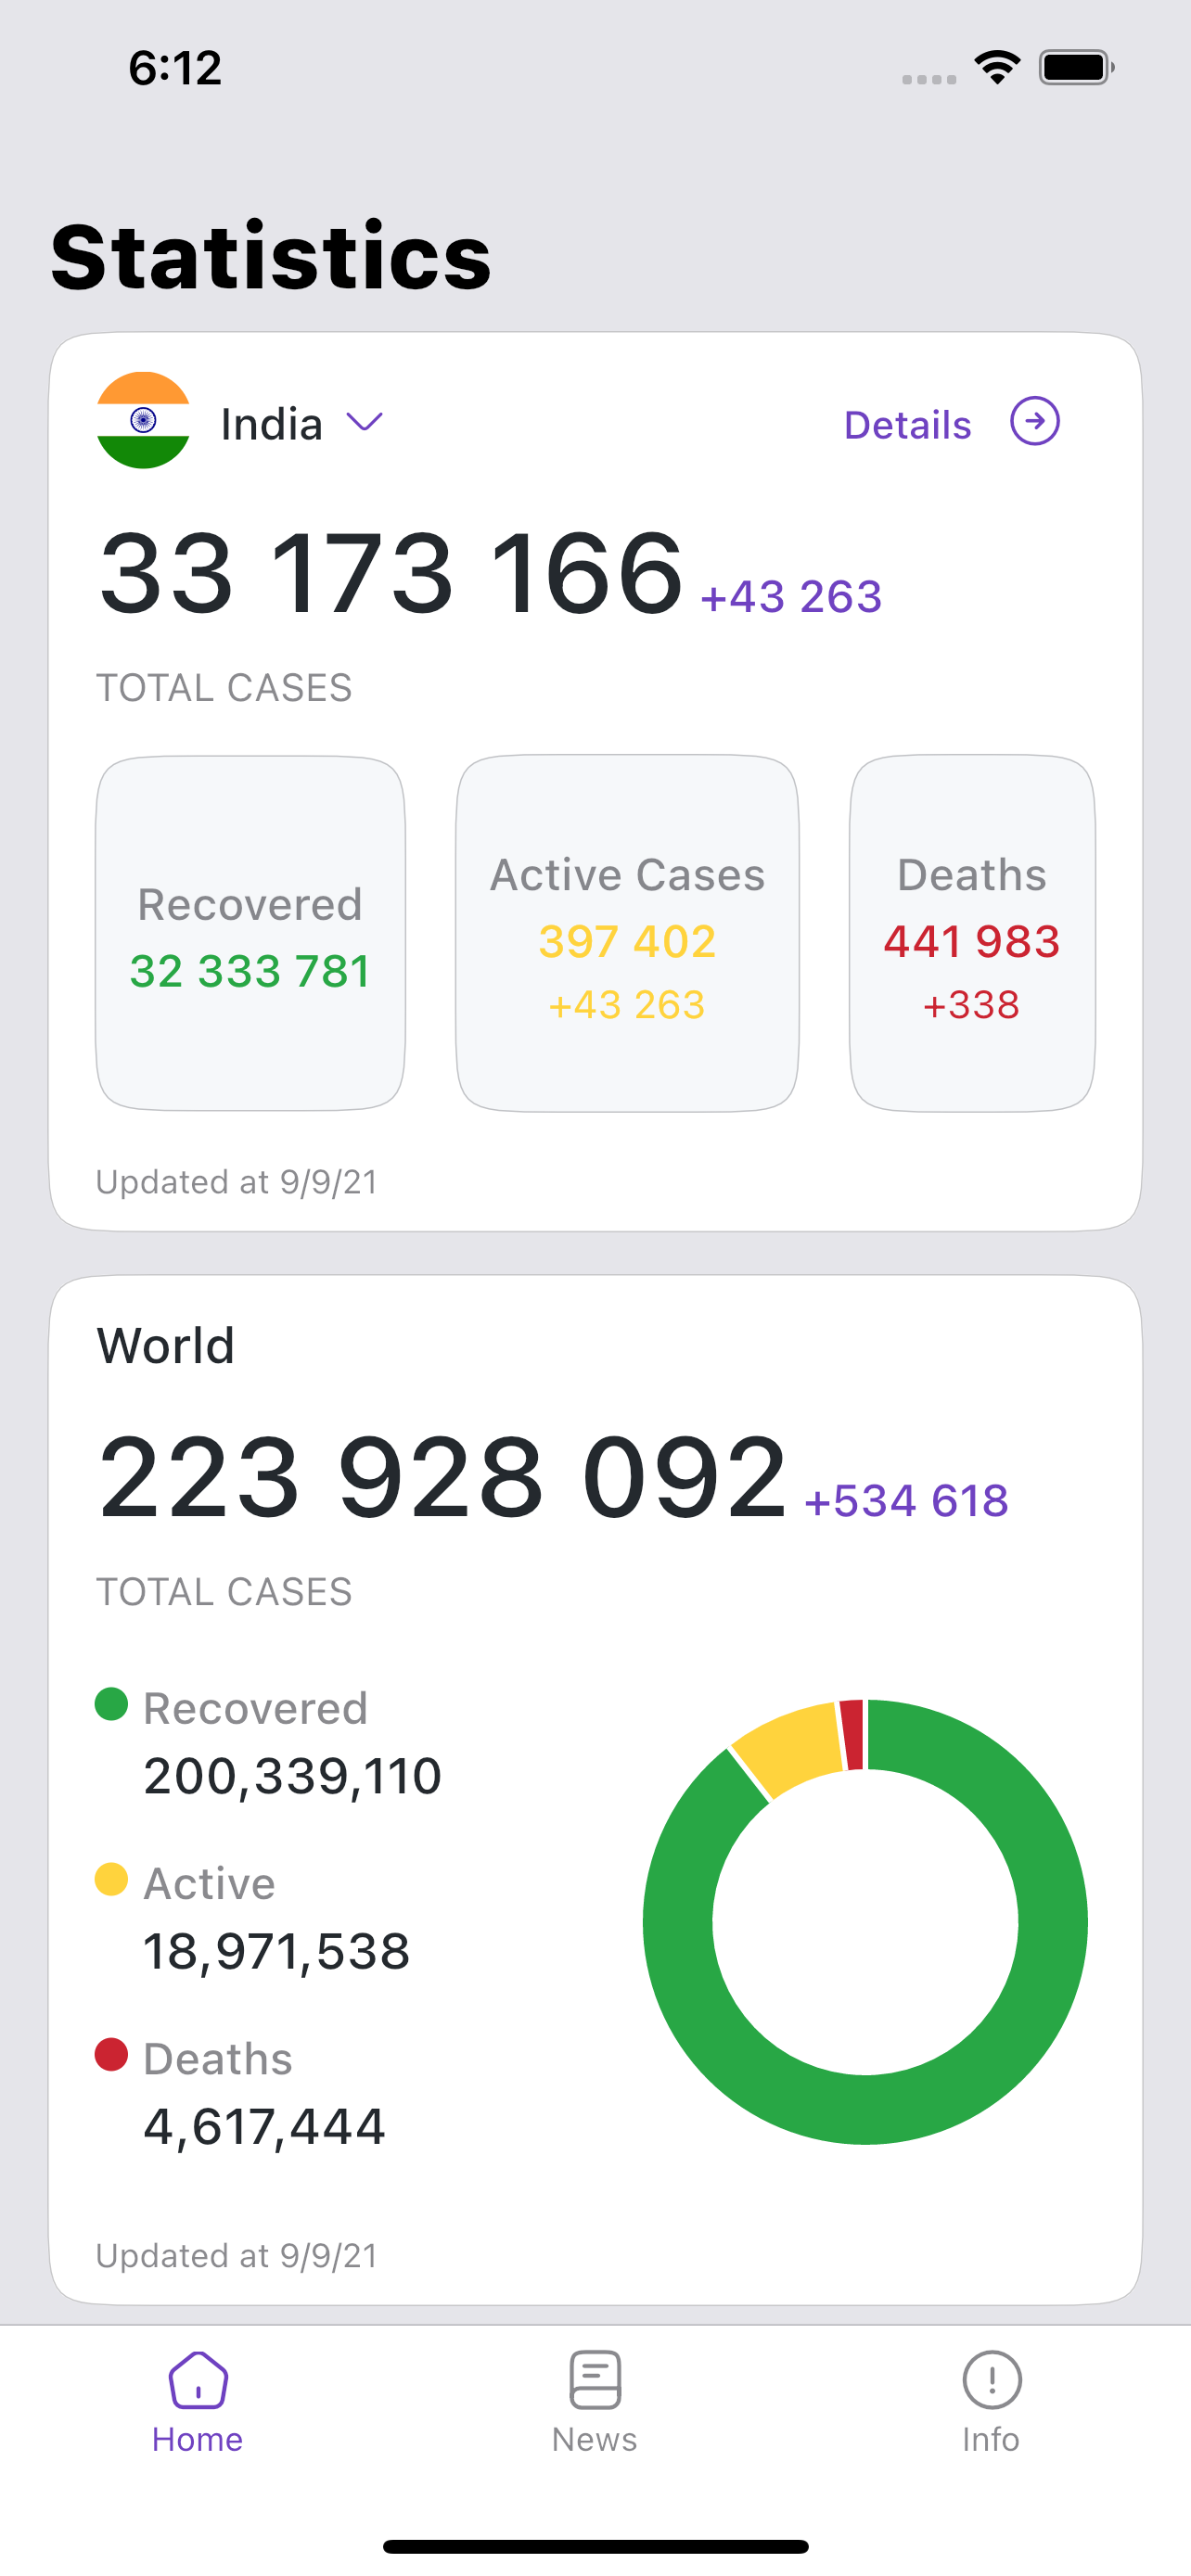 6:12
Statistics
India
Details
33 173 166 +43 263
TOTAL CASES
Recovered
32 333 781
Active Cases
397 402
+43 263
Deaths
441 983
+338
Updated at 9/9/21
World
223 928 092 +534 618
TOTAL CASES
Recovered
200,339,110
Active
18,971,538
Deaths
4,617,444
Updated at 9/9/21
Home
News
Info